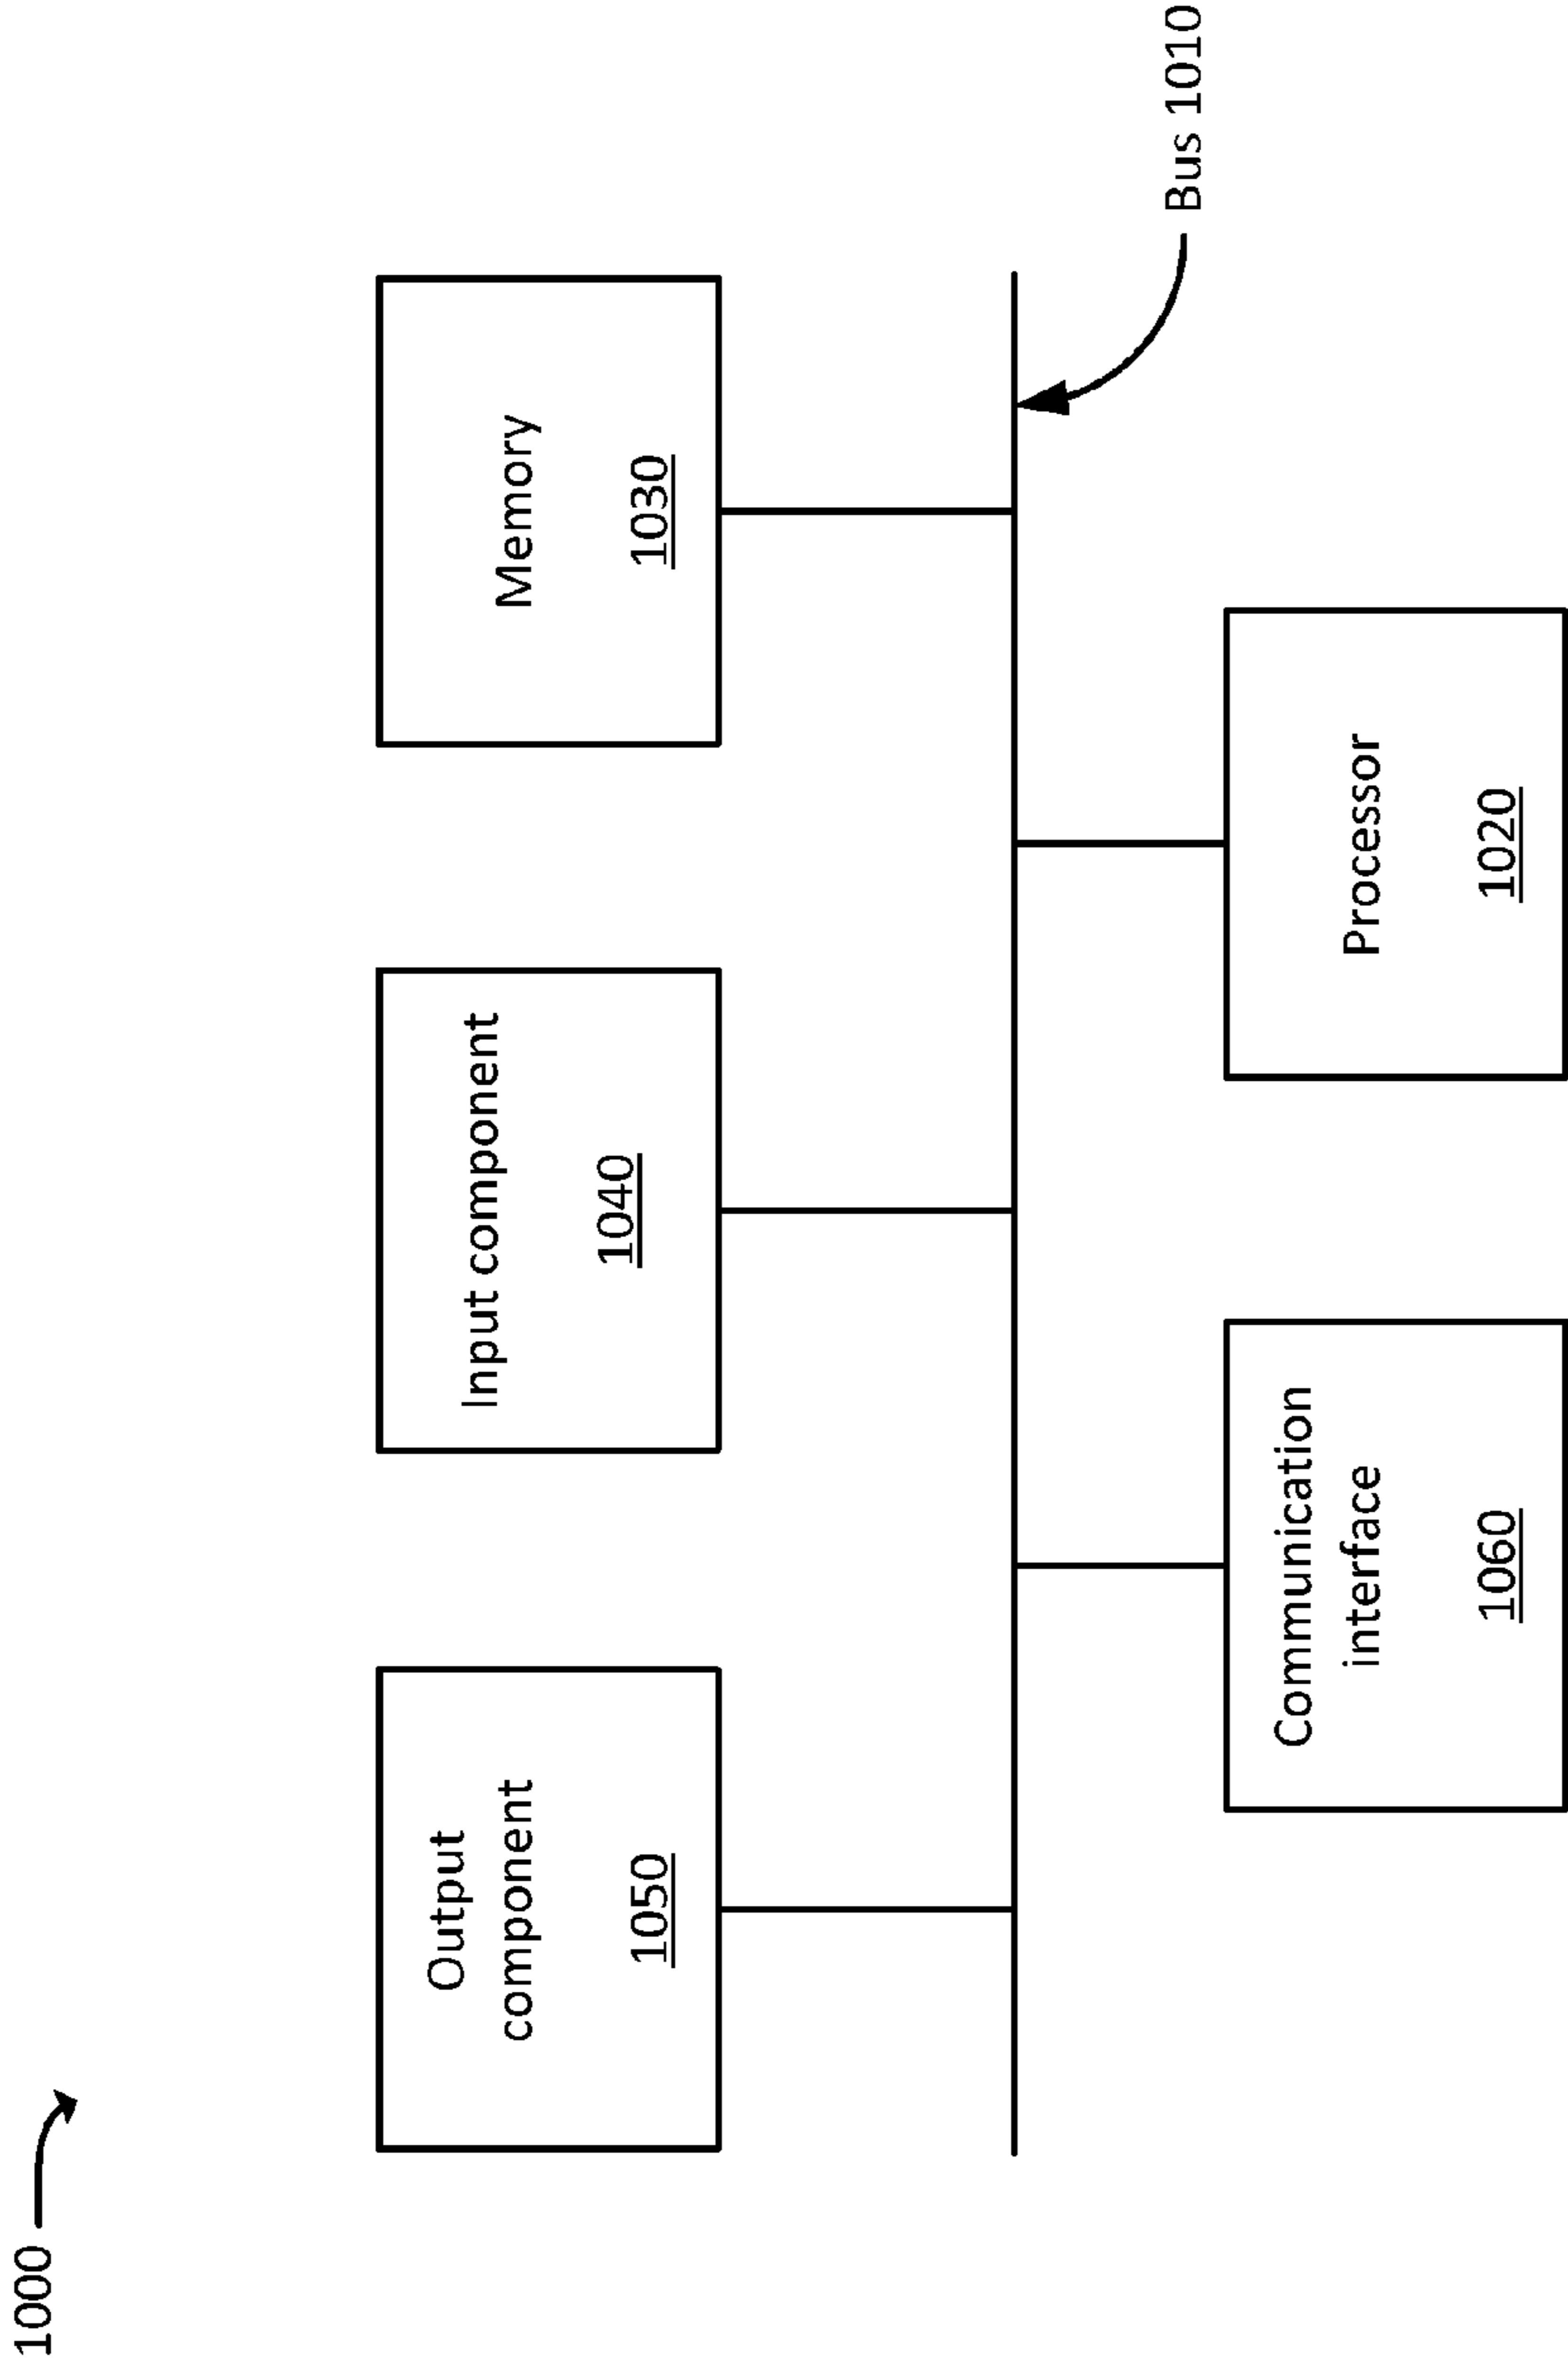 1000
Output
component
1050
Input component
1040
Memory
1030
Communication
interface
1060
Processor
1020
Bus 1010